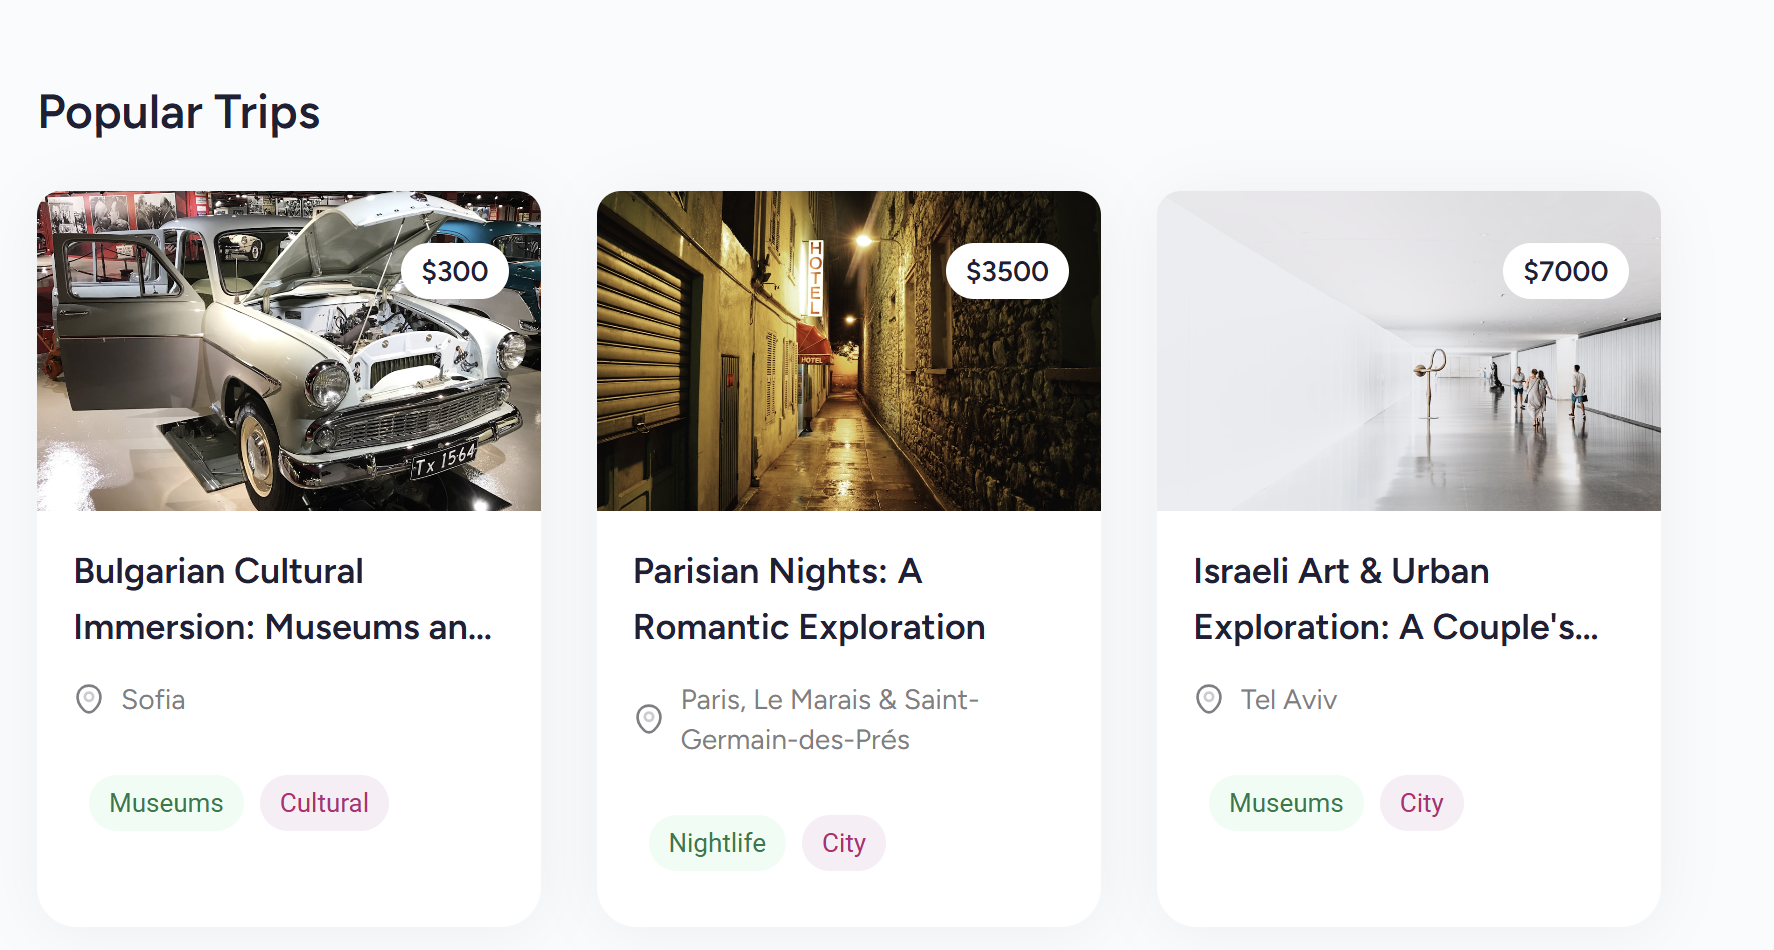 Popular Trips
$300
Tx 1564
Bulgarian Cultural
Immersion: Museums an...
Sofia
Museums
Cultural
HOTEL
HOTEL
$3500
Parisian Nights: A
Romantic Exploration
Paris, Le Marais & Saint-
Germain-des-Prés
Nightlife
City
$7000
Israeli Art & Urban
Exploration: A Couple's...
Tel Aviv
Museums
City